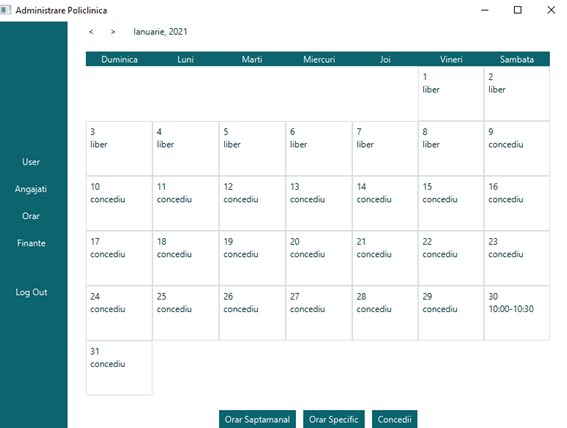 Administrare Policlinica
< > Ianuarie, 2021
Duminica Luni Marti Miercuri Joi Vineri Sambata
1 2
liber liber
3 4 5 6 7 8 9
liber liber liber liber liber liber concediu
10 11 12 13 14 15 16
concediu concediu concediu concediu concediu concediu concediu
17 18 19 20 21 22 23
concediu concediu concediu concediu concediu concediu concediu
24 25 26 27 28 29 30
concediu concediu concediu concediu concediu concediu 10:00-10:30
31
concediu
User
Angajati
Orar
Finante
Log Out
Orar Saptamanal Orar Specific Concedii